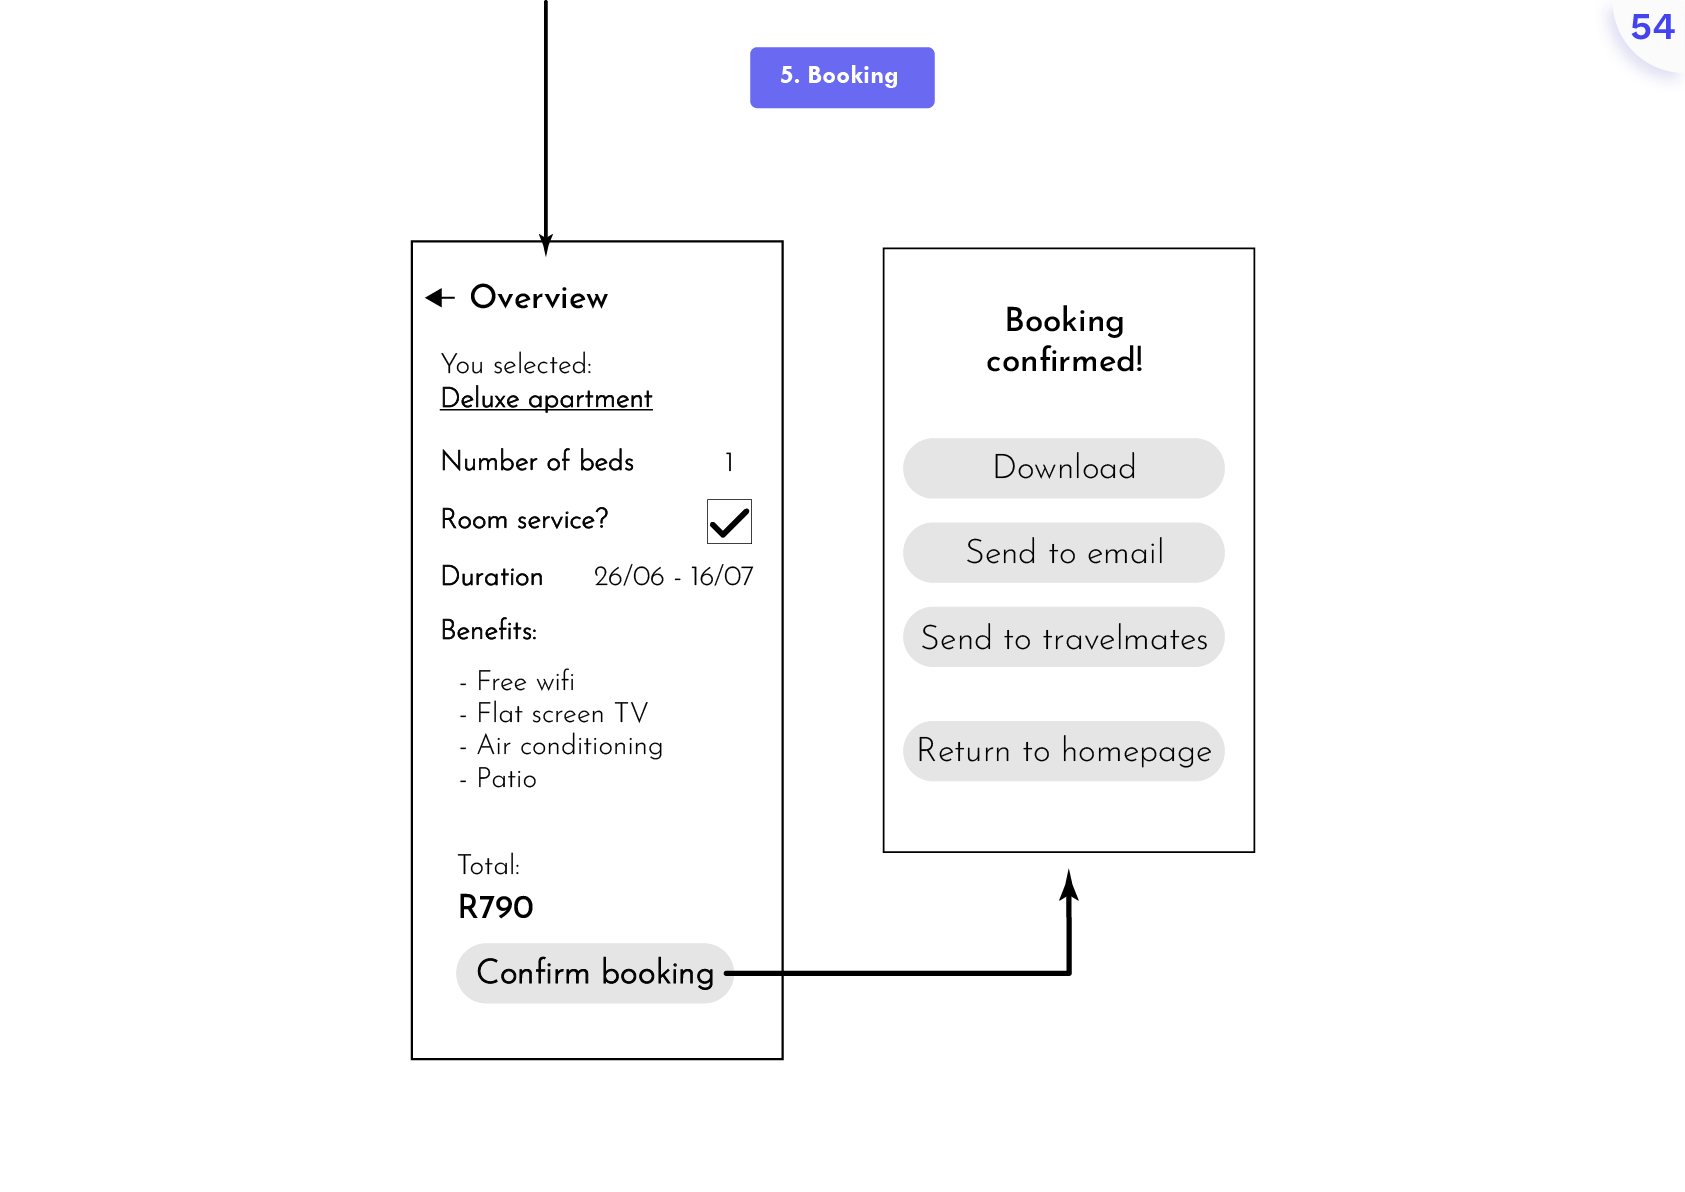 54
5. Booking
Overview
You selected:
Deluxe apartment
Number of beds 1
Room service?
Duration 26/06 - 16/07
Benefits:
- Free wifi
- Flat screen TV
- Air conditioning
- Patio
Total:
R790
Confirm booking
Booking
confirmed!
Download
Send to email
Send to travelmates
Return to homepage